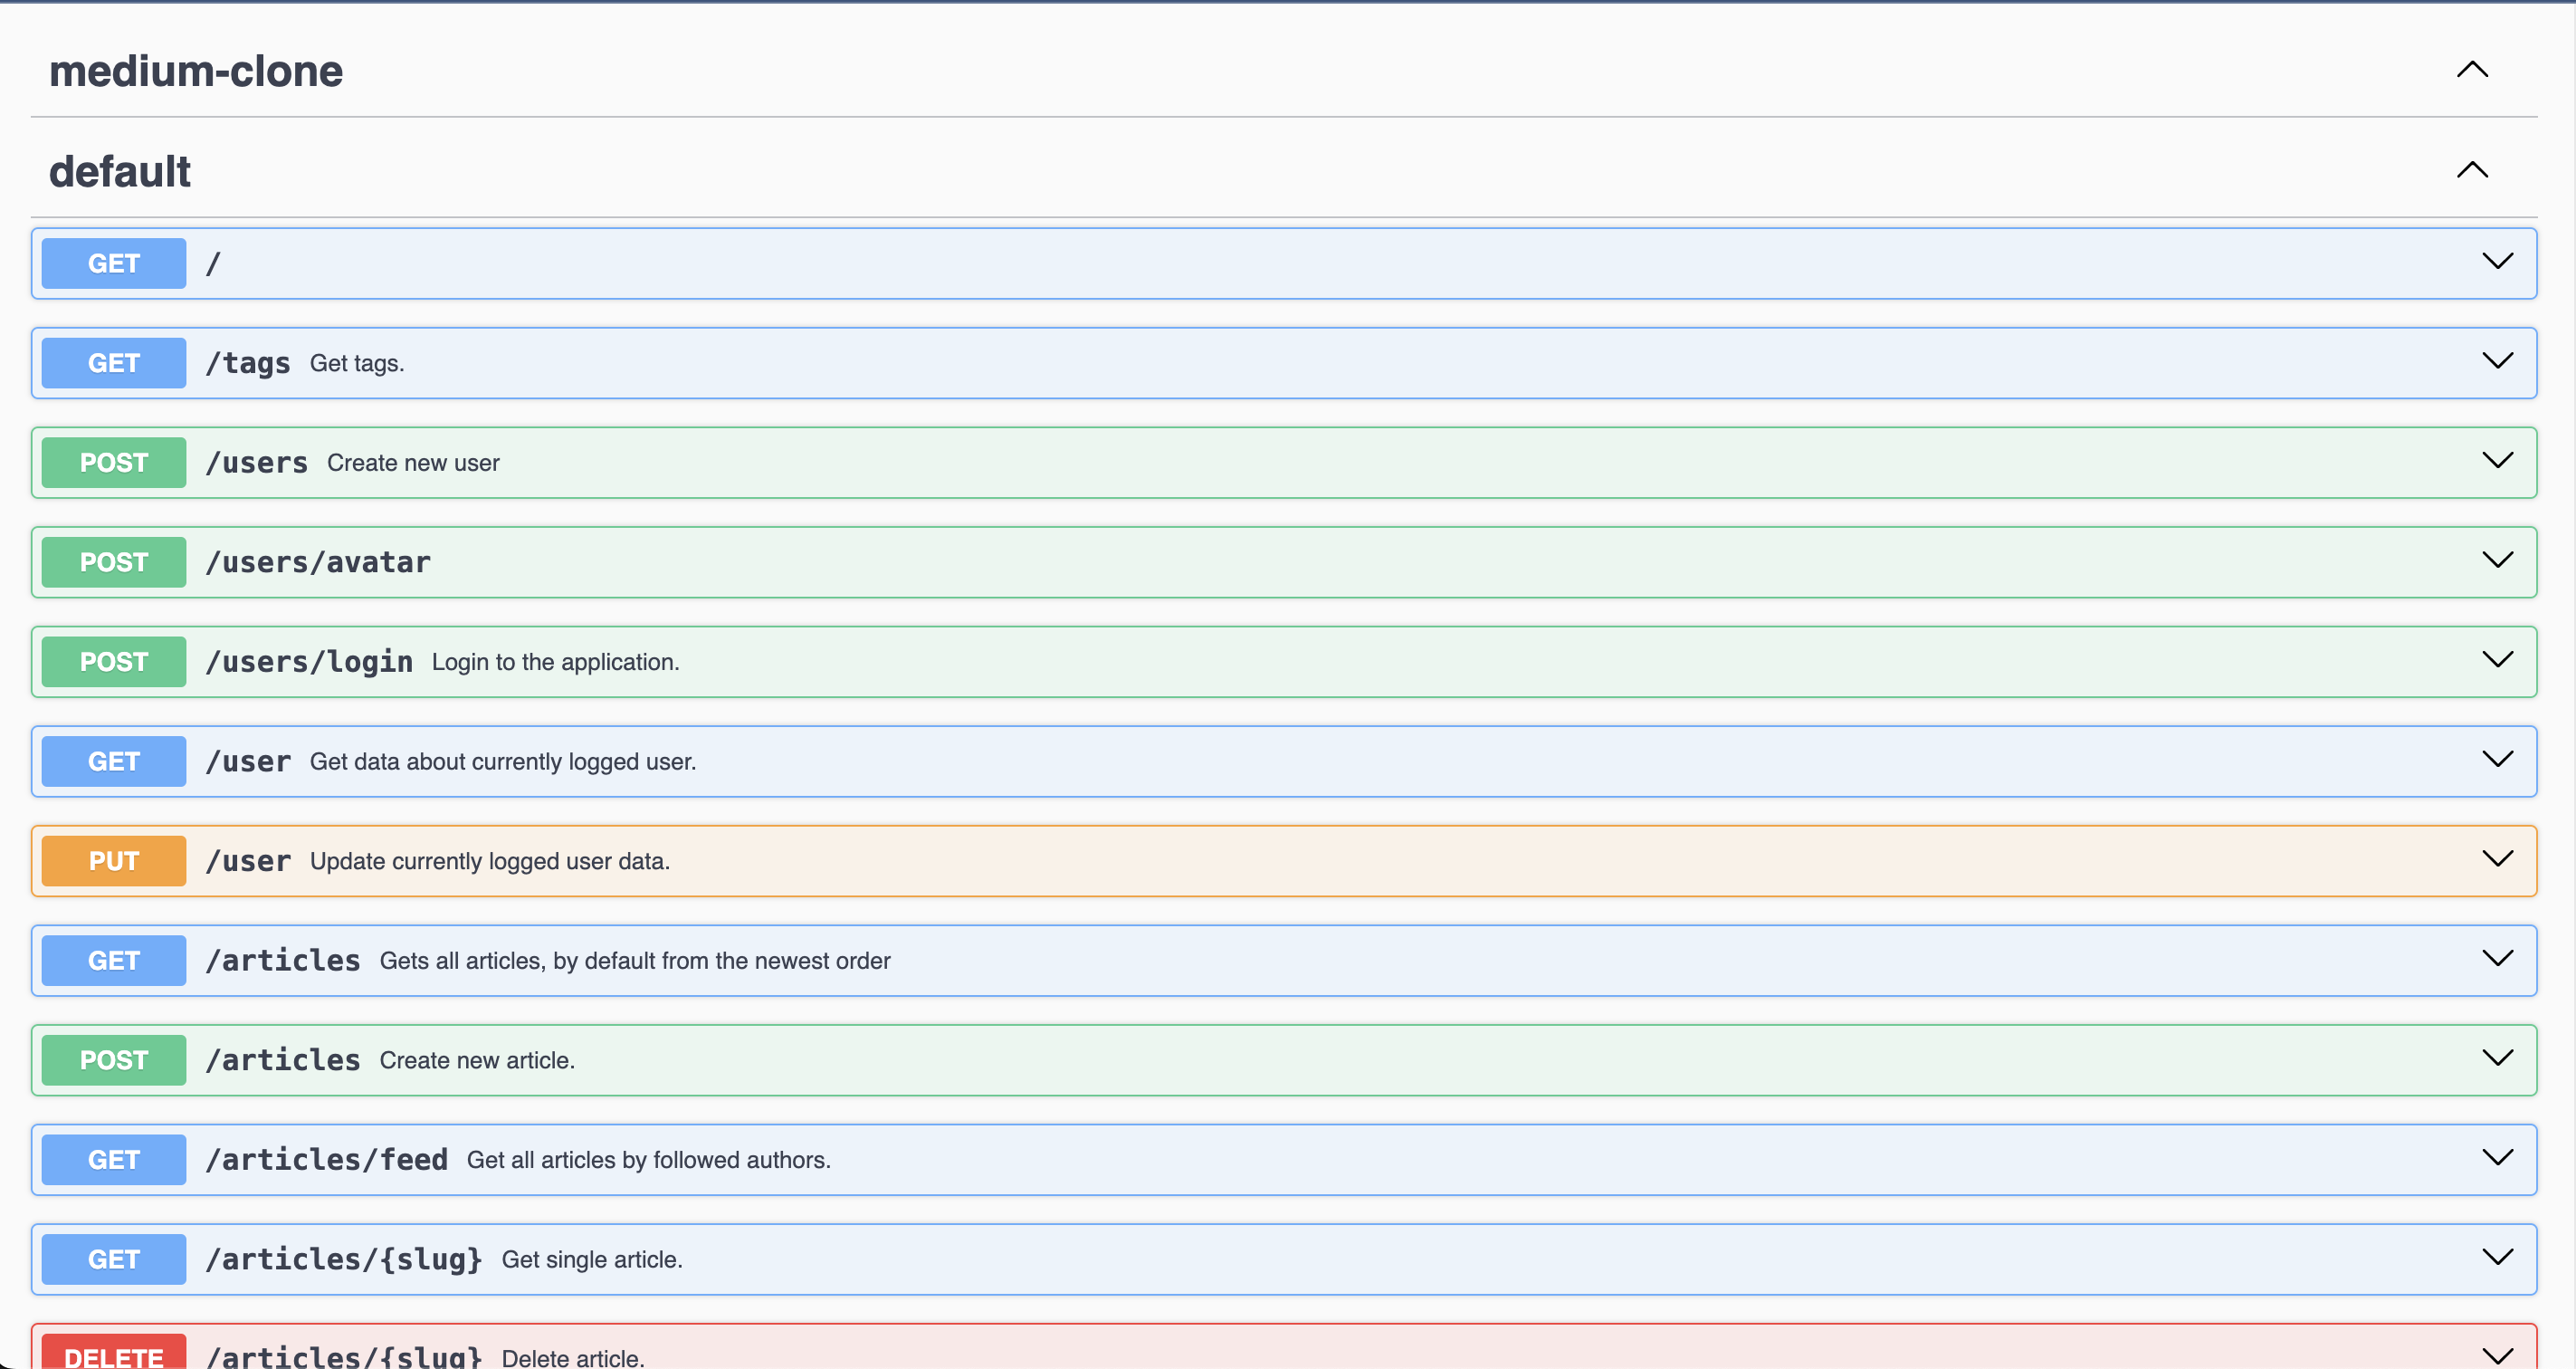 medium-clone
default
GET /
GET /tags Get tags.
POST /users Create new user
POST /users/avatar
POST /users/login Login to the application.
GET /user Get data about currently logged user.
PUT /user Update currently logged user data.
GET /articles Gets all articles, by default from the newest order
POST /articles Create new article.
GET /articles/feed Get all articles by followed authors.
GET /articles/{slug} Get single article.
DELETE /articles/{slug} Delete article.